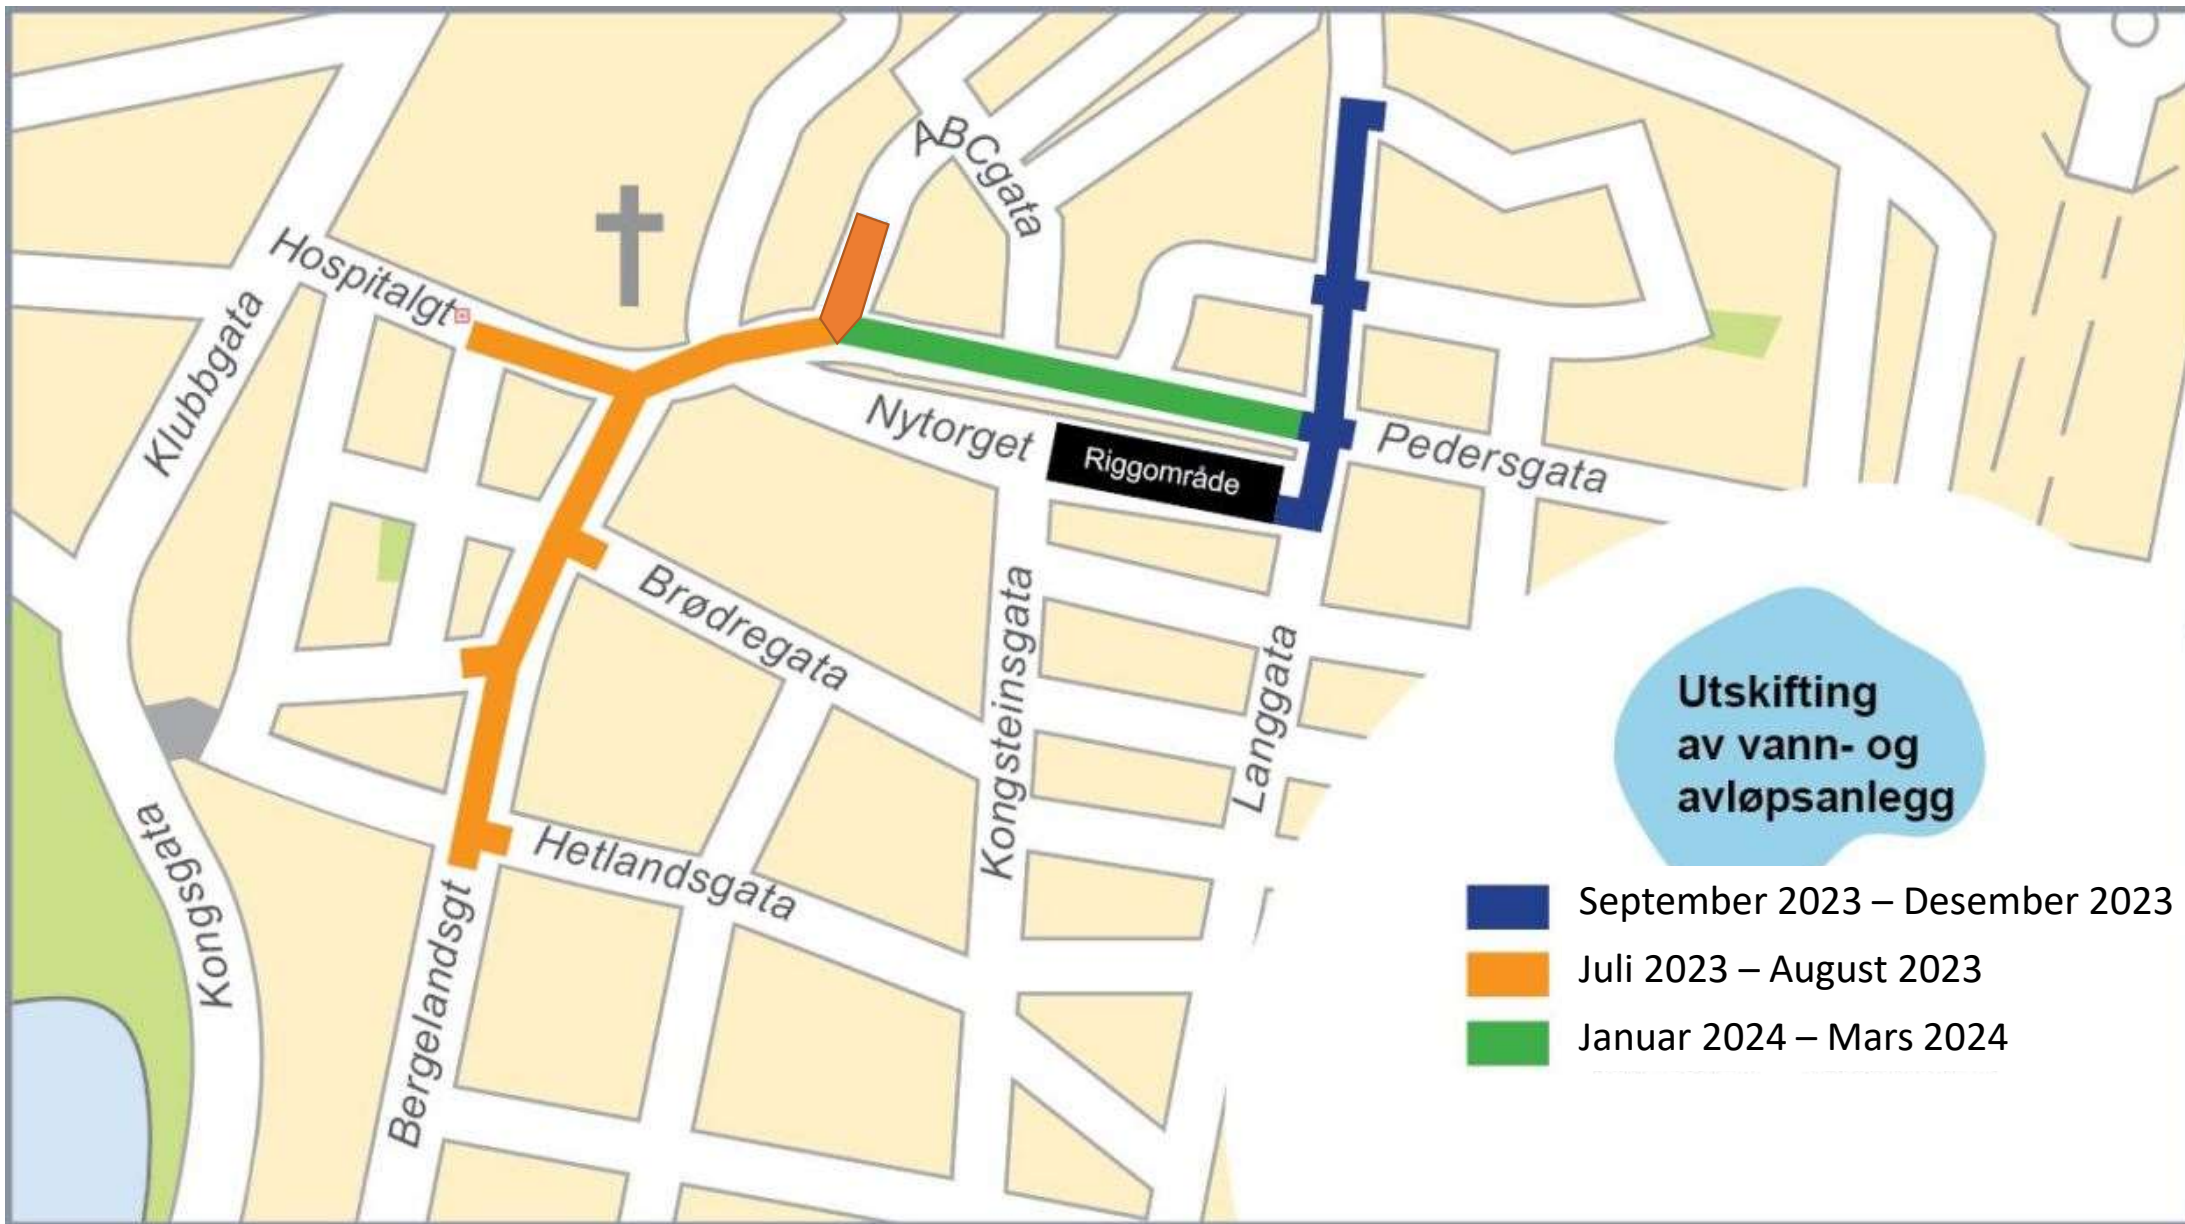 ABCgata
Hospitalgt
Klubbgata
Nytorget
Riggområde
Pedersgata
Brødregata
Kongsteinsgata
Langgata
Utskifting
av vann- og
avløpsanlegg
Kongsgata
Hetlandsgata
Bergelandsgt
September 2023 – Desember 2023
Juli 2023 – August 2023
Januar 2024 – Mars 2024